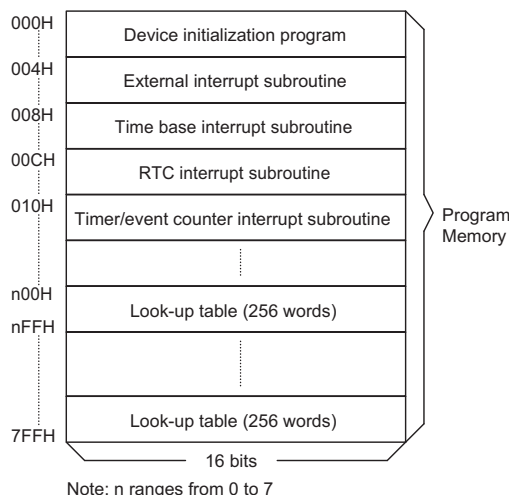 000H
Device initialization program
004H
External interrupt subroutine
008H
Time base interrupt subroutine
00CH
RTC interrupt subroutine
010H
Timer/event counter interrupt subroutine
Program
Memory
n00H
Look-up table (256 words)
nFFH
Look-up table (256 words)
7FFH
16 bits
Note: n ranges from 0 to 7